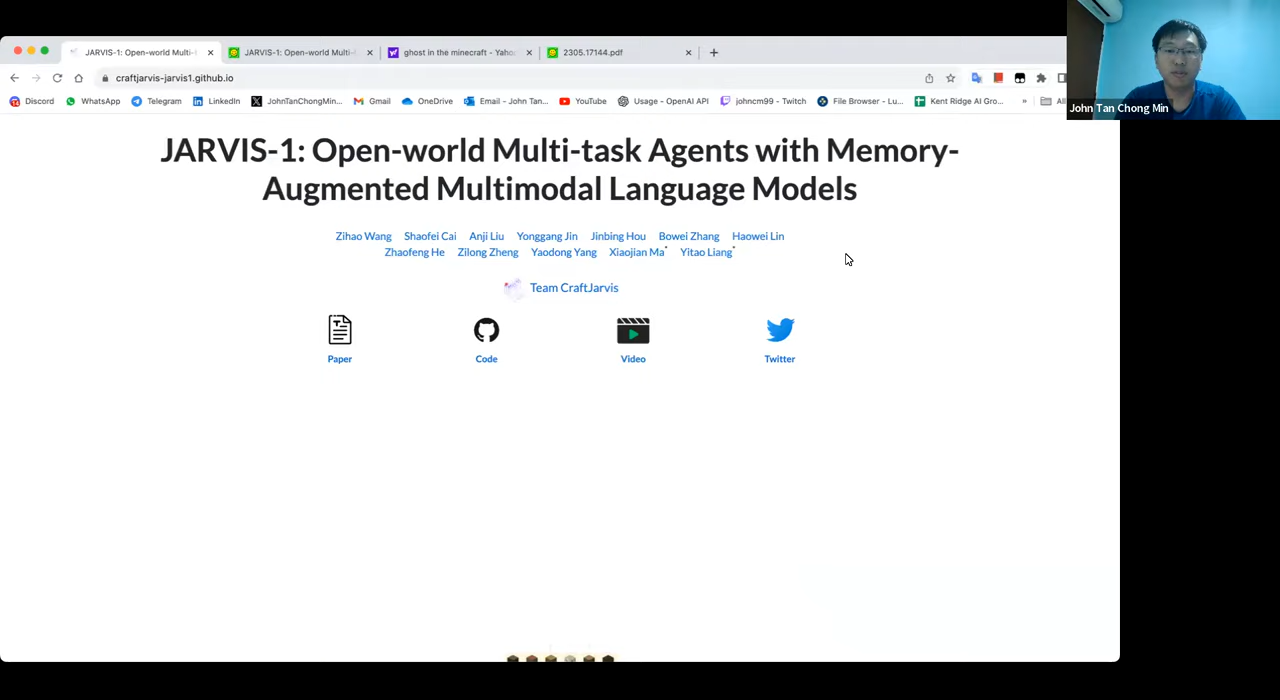 JARVIS-1: Open-world Multi-t
JARVIS-1: Open-world Multi-
ghost in the minecraft - Yaho
2305.17144.pdf
craftjarvis-jarvis1.github.io
Discord
WhatsApp
Telegram
LinkedIn
JohnTanChongMin...
Gmail
OneDrive
Email - John Tan...
YouTube
Usage - OpenAI API
johncm99 - Twitch
File Browser - Lu...
Kent Ridge AI Gro...
»
All
John Tan Chong Min
JARVIS-1: Open-world Multi-task Agents with Memory-
Augmented Multimodal Language Models
Zihao Wang Shaofei Cai Anji Liu Yonggang Jin Jinbing Hou Bowei Zhang Haowei Lin
Zhaofeng He Zilong Zheng Yaodong Yang Xiaojian Ma* Yitao Liang*
Team CraftJarvis
Paper
Code
Video
Twitter